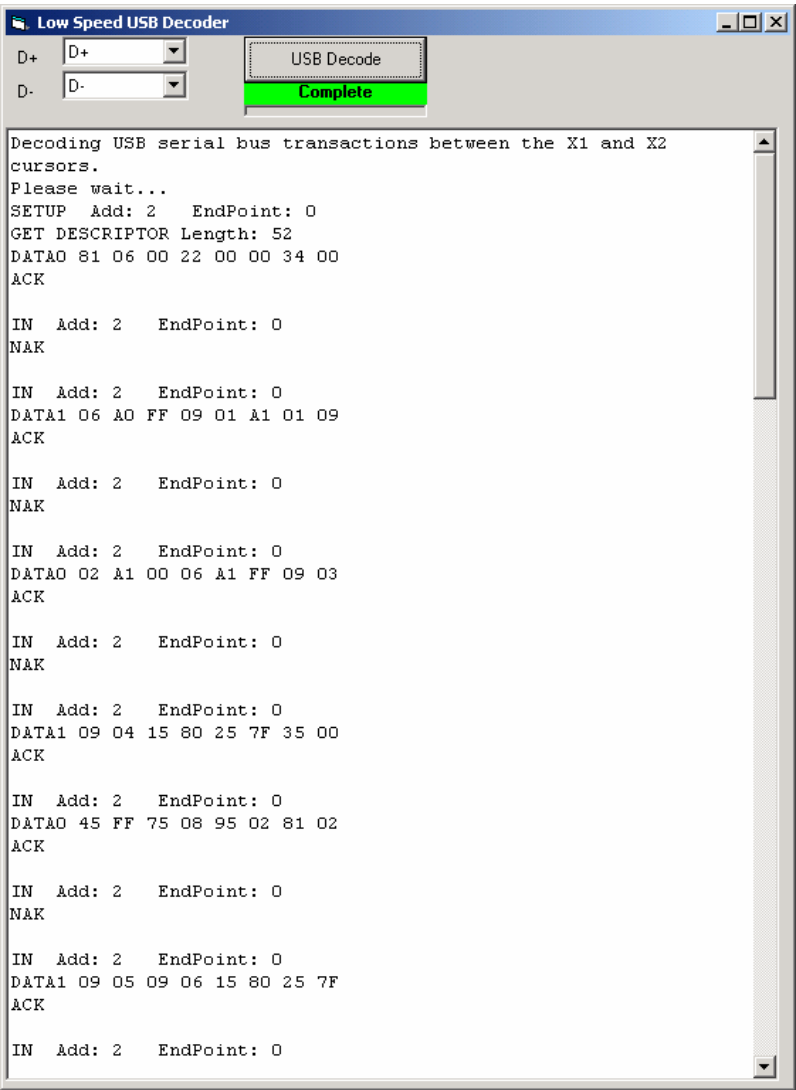 Low Speed USB Decoder
D+ D+ USB Decode
D- D- Complete
Decoding USB serial bus transactions between the X1 and X2
cursors.
Please wait...
SETUP Add: 2 EndPoint: 0
GET DESCRIPTOR Length: 52
DATA0 81 06 00 22 00 00 34 00
ACK
IN Add: 2 EndPoint: 0
NAK
IN Add: 2 EndPoint: 0
DATA1 06 A0 FF 09 01 A1 01 09
ACK
IN Add: 2 EndPoint: 0
NAK
IN Add: 2 EndPoint: 0
DATA0 02 A1 00 06 A1 FF 09 03
ACK
IN Add: 2 EndPoint: 0
NAK
IN Add: 2 EndPoint: 0
DATA1 09 04 15 80 25 7F 35 00
ACK
IN Add: 2 EndPoint: 0
DATA0 45 FF 75 08 95 02 81 02
ACK
IN Add: 2 EndPoint: 0
NAK
IN Add: 2 EndPoint: 0
DATA1 09 05 09 06 15 80 25 7F
ACK
IN Add: 2 EndPoint: 0